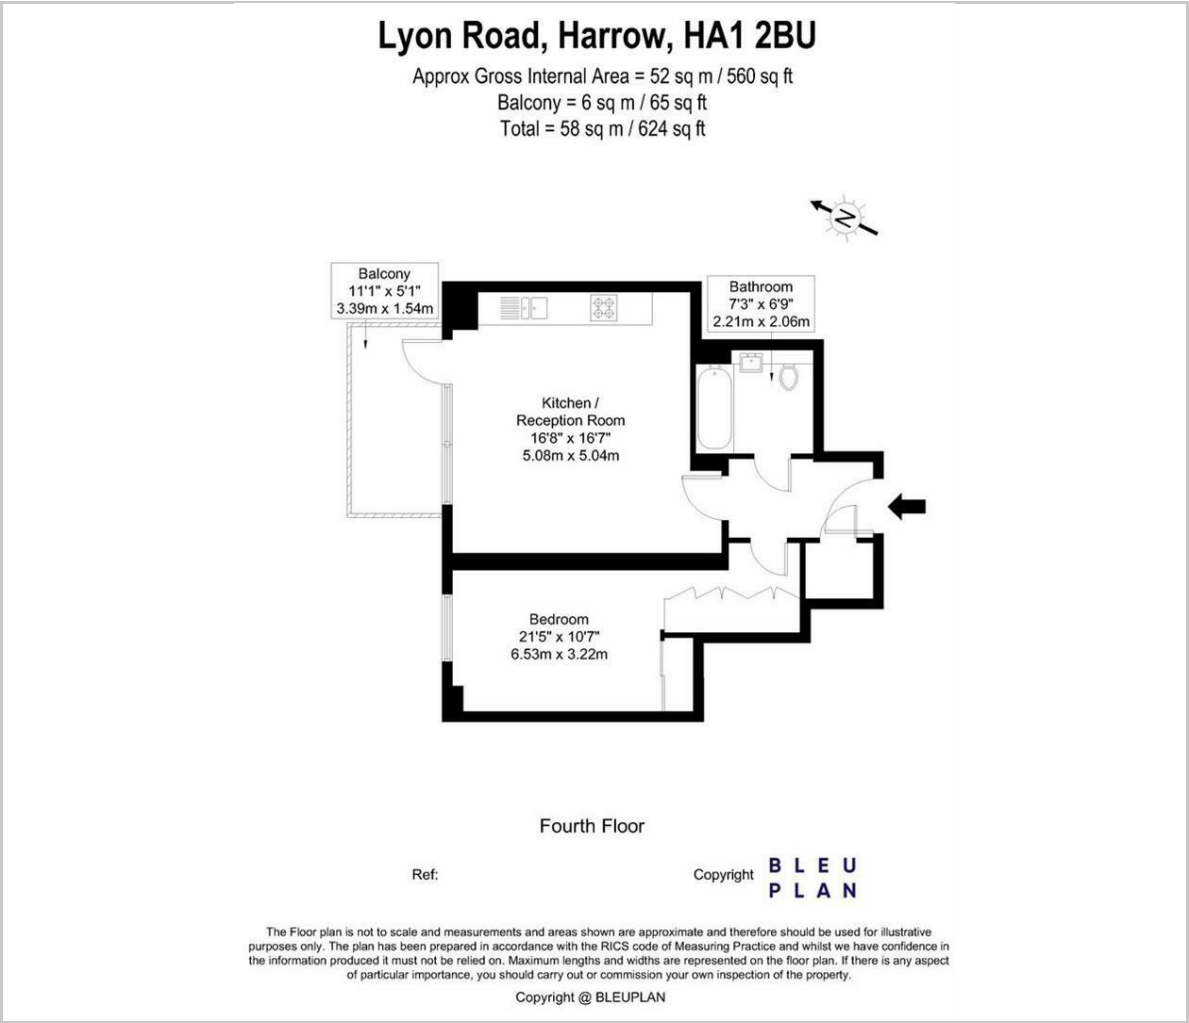 Lyon Road, Harrow, HA1 2BU
Approx Gross Internal Area = 52 sq m / 560 sq ft
Balcony = 6 sq m / 65 sq ft
Total = 58 sq m / 624 sq ft
N
Balcony
11'1" x 5'1"
3.39m x 1.54m
Bathroom
7'3" x 6'9"
2.21m x 2.06m
Kitchen /
Reception Room
16'8" x 16'7"
5.08m x 5.04m
Bedroom
21'5" x 10'7"
6.53m x 3.22m
Fourth Floor
Ref:
Copyright
BLEU
PLAN
The Floor plan is not to scale and measurements and areas shown are approximate and therefore should be used for illustrative
purposes only. The plan has been prepared in accordance with the RICS code of Measuring Practice and whilst we have confidence in
the information produced it must not be relied on. Maximum lengths and widths are represented on the floor plan. If there is any aspect
of particular importance, you should carry out or commission your own inspection of the property.
Copyright @ BLEUPLAN